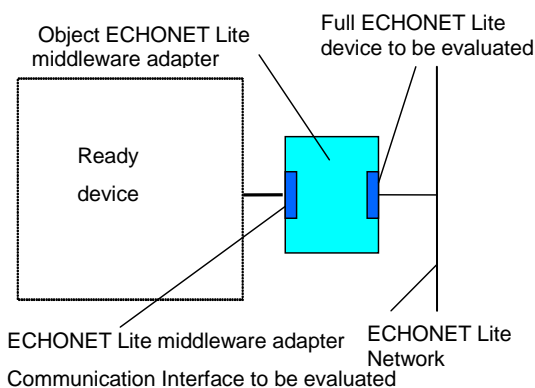 Object ECHONET Lite
middleware adapter
Full ECHONET Lite
device to be evaluated
Ready
device
ECHONET Lite middleware adapter
Communication Interface to be evaluated
ECHONET Lite
Network